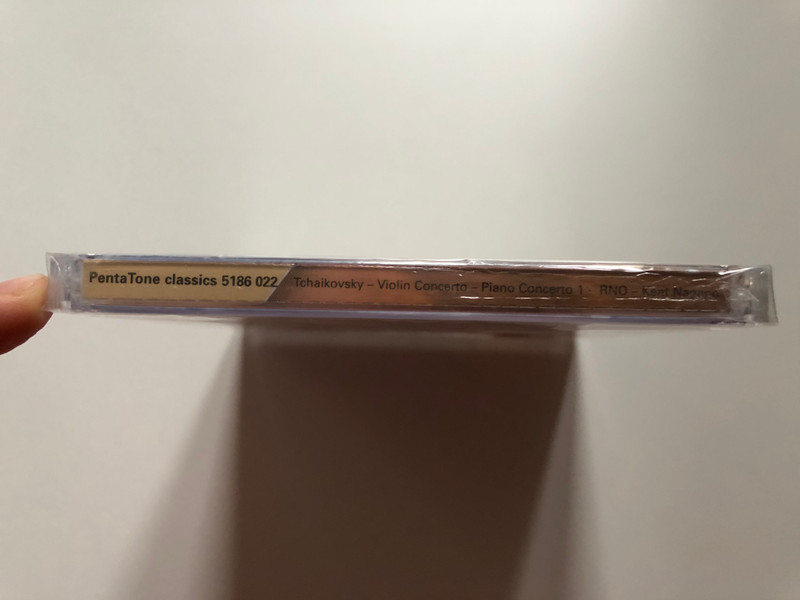 PentaTone classics 5186 022 Tchaikovsky – Violin Concerto – Piano Concerto 1 - RNO - Kent Nagano